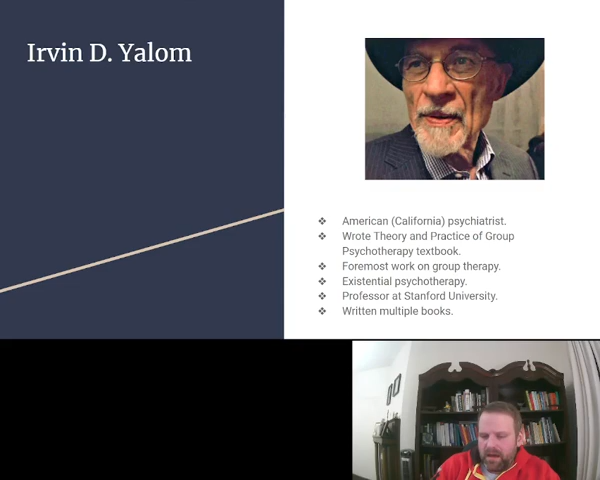 Irvin D. Yalom
❖ American (California) psychiatrist.
❖ Wrote Theory and Practice of Group
Psychotherapy textbook.
❖ Foremost work on group therapy.
❖ Existential psychotherapy.
❖ Professor at Stanford University.
❖ Written multiple books.